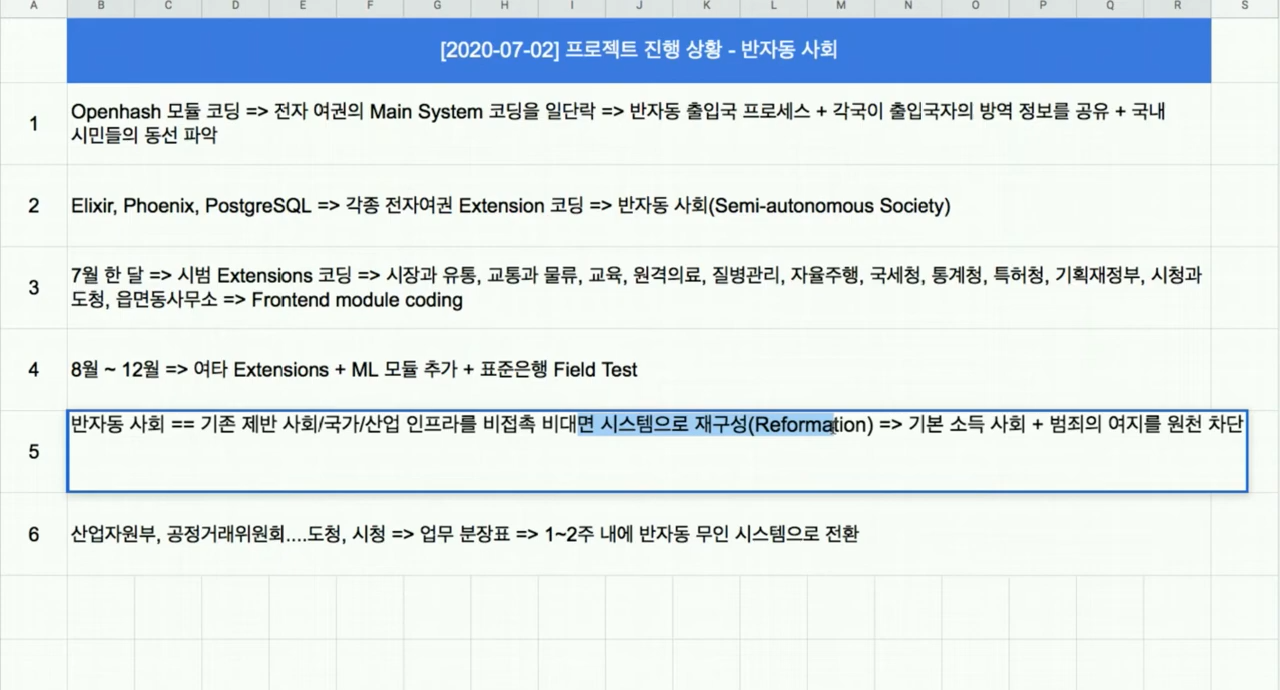 A B C D E F G H I J K L M N O P Q R S
[2020-07-02] 프로젝트 진행 상황 - 반자동 사회
1 Openhash 모듈 코딩 => 전자 여권의 Main System 코딩을 일단락 => 반자동 출입국 프로세스 + 각국이 출입국자의 방역 정보를 공유 + 국내
시민들의 동선 파악
2 Elixir, Phoenix, PostgreSQL => 각종 전자여권 Extension 코딩 => 반자동 사회(Semi-autonomous Society)
3 7월 한 달 => 시범 Extensions 코딩 => 시장과 유통, 교통과 물류, 교육, 원격의료, 질병관리, 자율주행, 국세청, 통계청, 특허청, 기획재정부, 시청과
도청, 읍면동사무소 => Frontend module coding
4 8월 ~ 12월 => 여타 Extensions + ML 모듈 추가 + 표준은행 Field Test
5 반자동 사회 == 기존 제반 사회/국가/산업 인프라를 비접촉 비대면 시스템으로 재구성(Reformation) => 기본 소득 사회 + 범죄의 여지를 원천 차단
6 산업자원부, 공정거래위원회....도청, 시청 => 업무 분장표 => 1~2주 내에 반자동 무인 시스템으로 전환